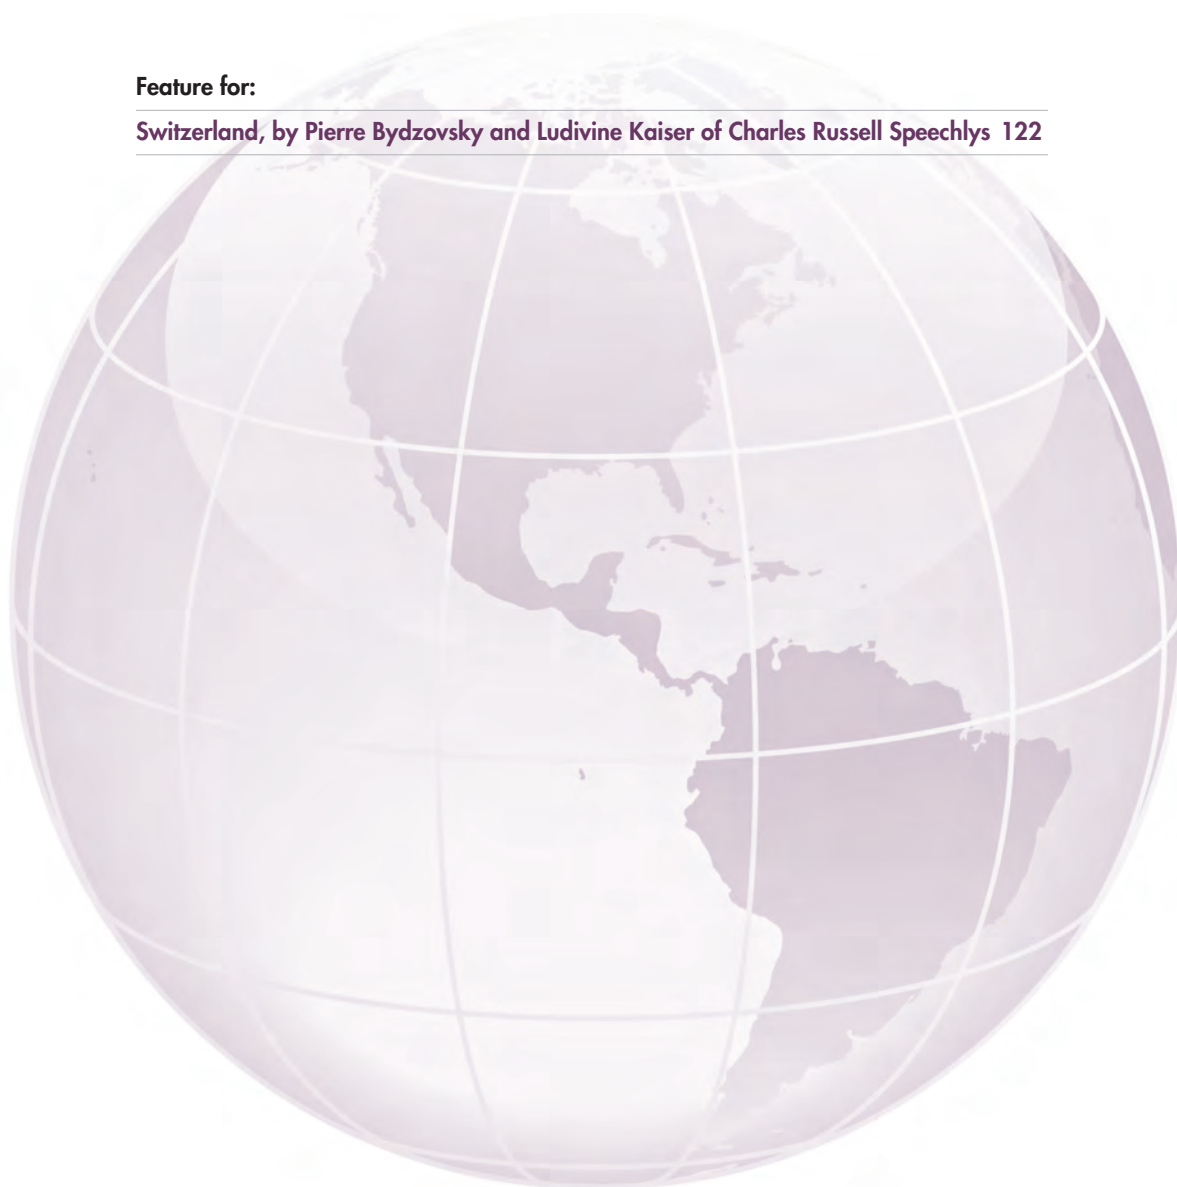 Feature for:
Switzerland, by Pierre Bydzovsky and Ludivine Kaiser of Charles Russell Speechlys 122